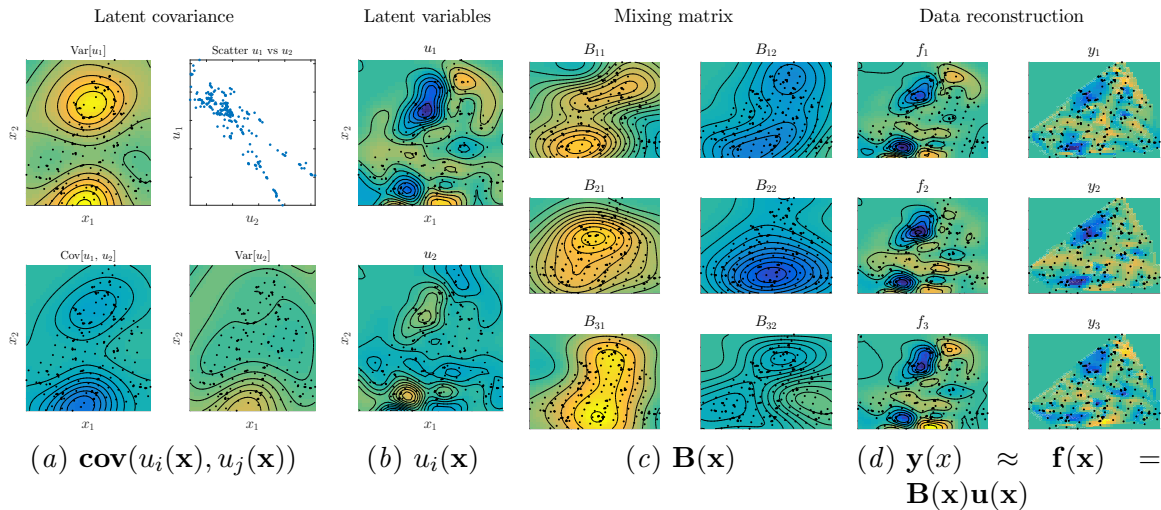 Latent covariance
Latent variables
Mixing matrix
Data reconstruction
Var[u₁]
Scatter u₁ vs u₂
u₁
B₁₁
B₁₂
f₁
y₁
x₂
u₁
x₂
x₁
u₂
x₁
B₂₁
B₂₂
f₂
y₂
Cov[u₁, u₂]
Var[u₂]
u₂
x₂
x₂
x₂
B₃₁
B₃₂
f₃
y₃
x₁
x₁
x₁
(a) cov(uᵢ(x), uⱼ(x))
(b) uᵢ(x)
(c) B(x)
(d) y(x) ≈ f(x) =
B(x)u(x)